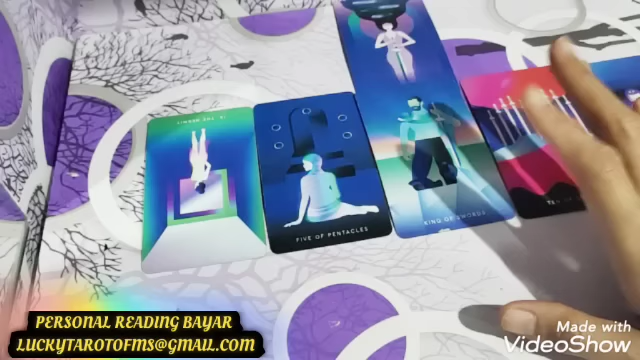 FIVE OF PENTACLES
KING OF SWORDS
PERSONAL READING BAYAR
LUCKYTAROTOFMS@GMAIL.COM
Made with
VideoShow